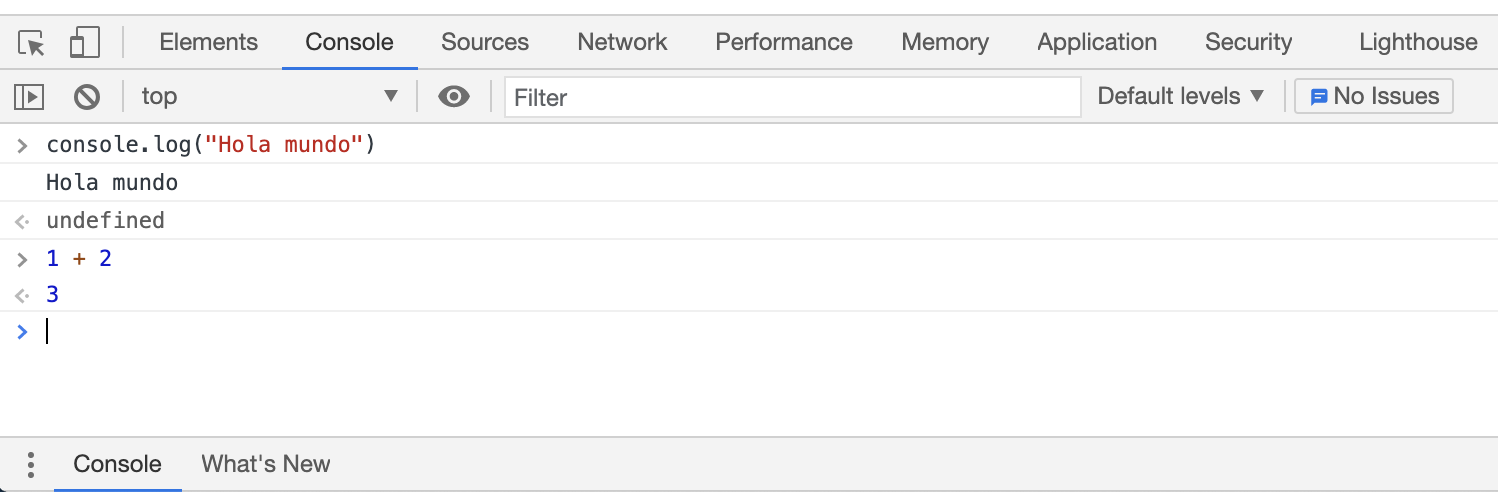 Elements Console Sources Network Performance Memory Application Security Lighthouse
top Filter Default levels No Issues
console.log("Hola mundo")
Hola mundo
undefined
1 + 2
3
Console What's New